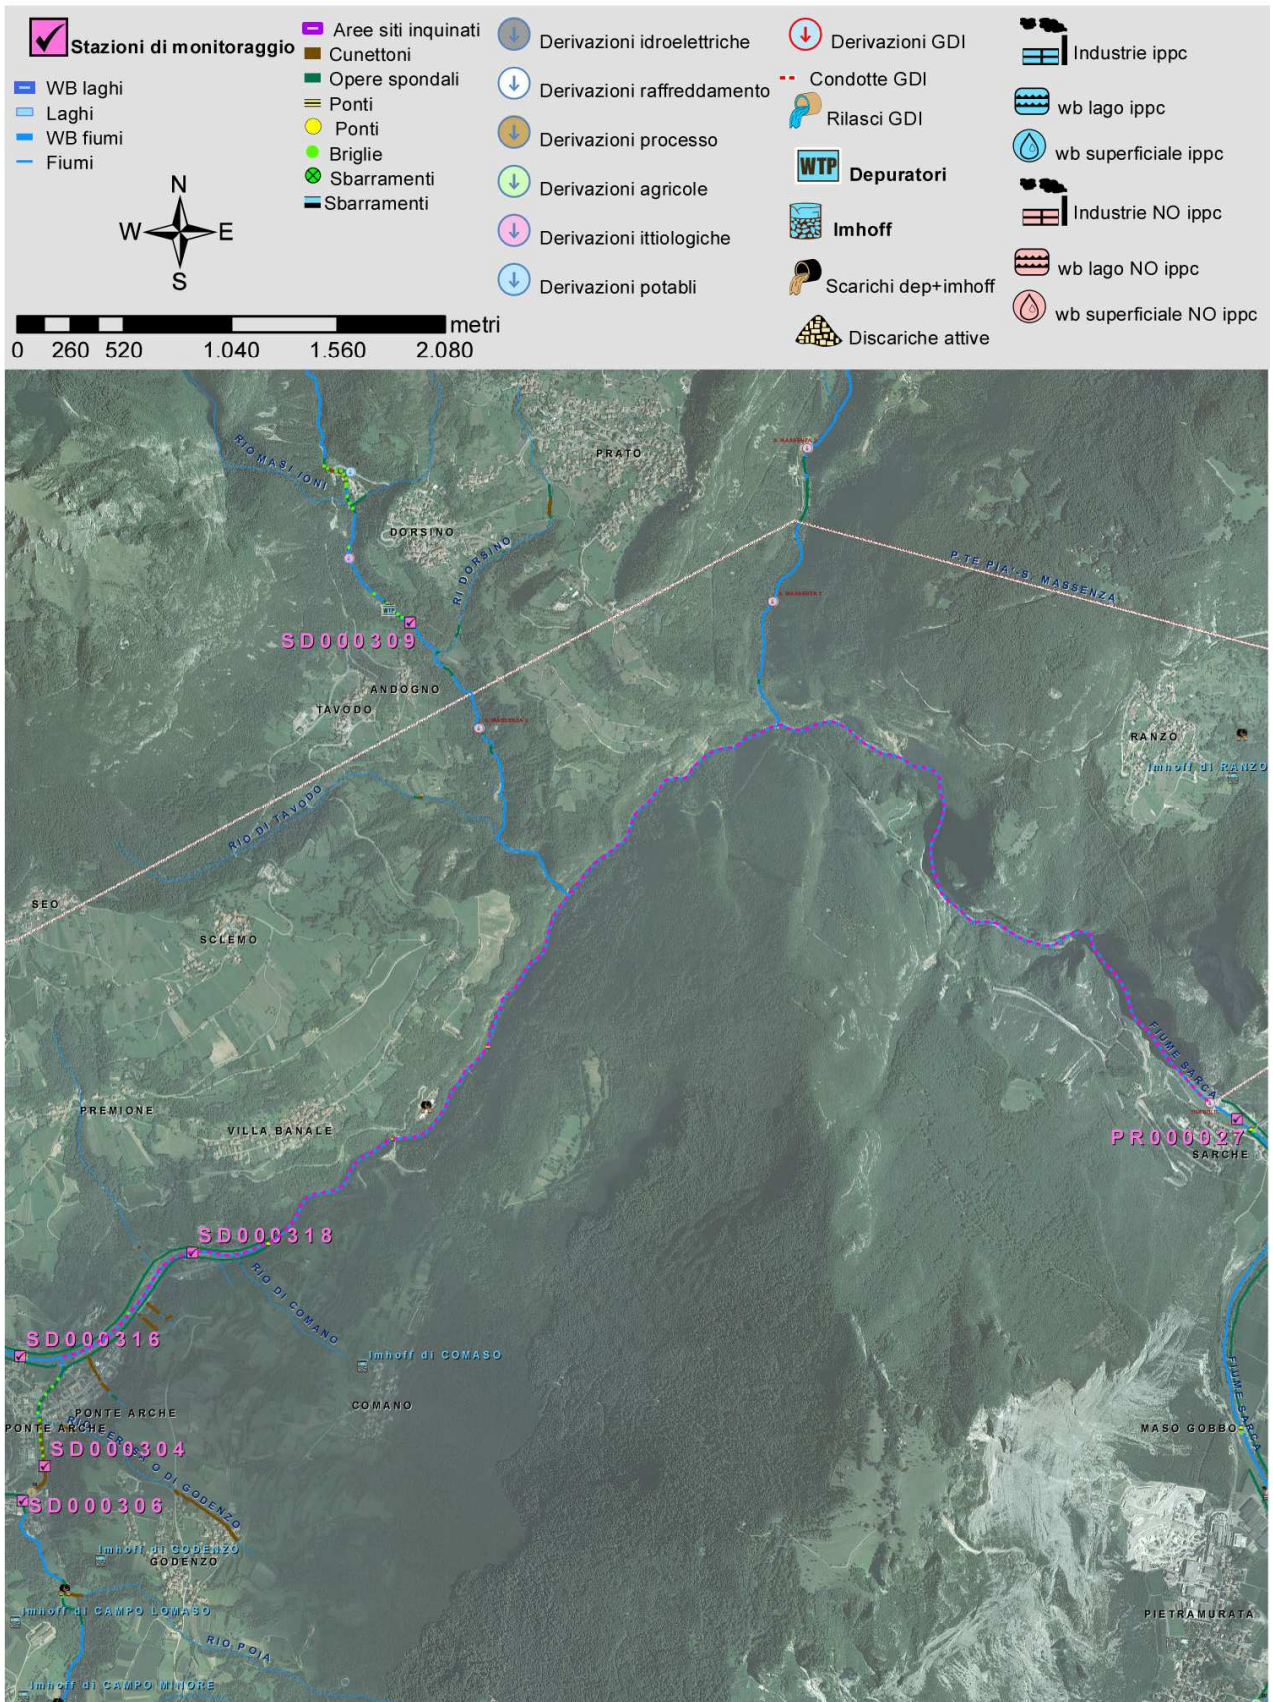 Stazioni di monitoraggio
WB laghi
Laghi
WB fiumi
Fiumi
N
W
E
S
metri
0 260 520 1.040 1.560 2.080
Aree siti inquinati
Cunettoni
Opere spondali
Ponti
Ponti
Briglie
Sbarramenti
Sbarramenti
Derivazioni idroelettriche
Derivazioni raffreddamento
Derivazioni processo
Derivazioni agricole
Derivazioni ittiologiche
Derivazioni potabli
Derivazioni GDI
Condotte GDI
Rilasci GDI
WTP
Depuratori
Imhoff
Scarichi dep+imhoff
Discariche attive
Industrie ippc
wb lago ippc
wb superficiale ippc
Industrie NO ippc
wb lago NO ippc
wb superficiale NO ippc
RIO MASI JONI
PRATO
DORSINO
RI DORSINO
P.TE PIA'-S. MASSENZA
WTP
SD000309
ANDOGNO
TAVODO
RANZO
Imhoff di RANZO
RIO DI TAVODO
SEO
SCLEMO
FIUME SARCA
PREMIONE
VILLA BANALE
PR000027
SARCHE
SD000318
RIO DI COMANO
SD000316
Imhoff di COMASO
COMANO
PONTE ARCHE
PONTE ARCHE
FIUME SARCA
MASO GOBBO
SD000304
DI GODENZO
SD000306
Imhoff di GODENZO
GODENZO
Imhoff di CAMPO LOMASO
PIETRAMURATA
RIO POIA
Imhoff di CAMPO MINORE